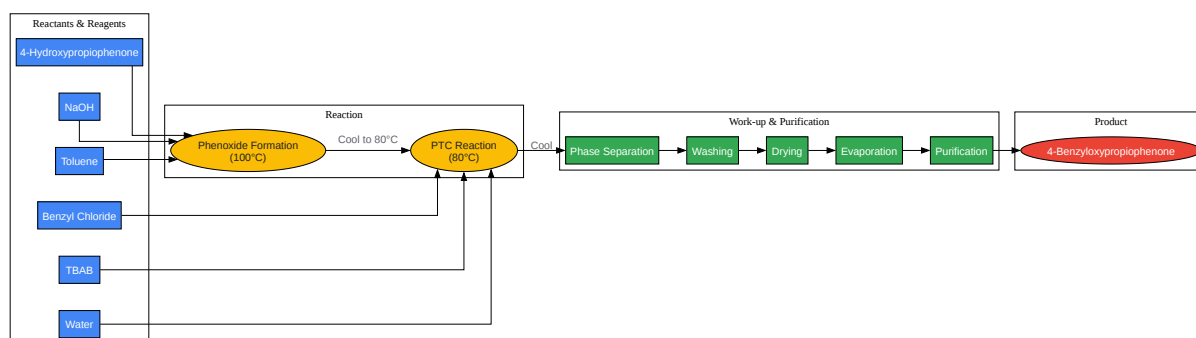 Reactants & Reagents
4-Hydroxypropiophenone
NaOH
Toluene
Benzyl Chloride
TBAB
Water
Reaction
Phenoxide Formation
(100°C)
Cool to 80°C
PTC Reaction
(80°C)
Cool
Work-up & Purification
Phase Separation
Washing
Drying
Evaporation
Purification
Product
4-Benzyloxypropiophenone